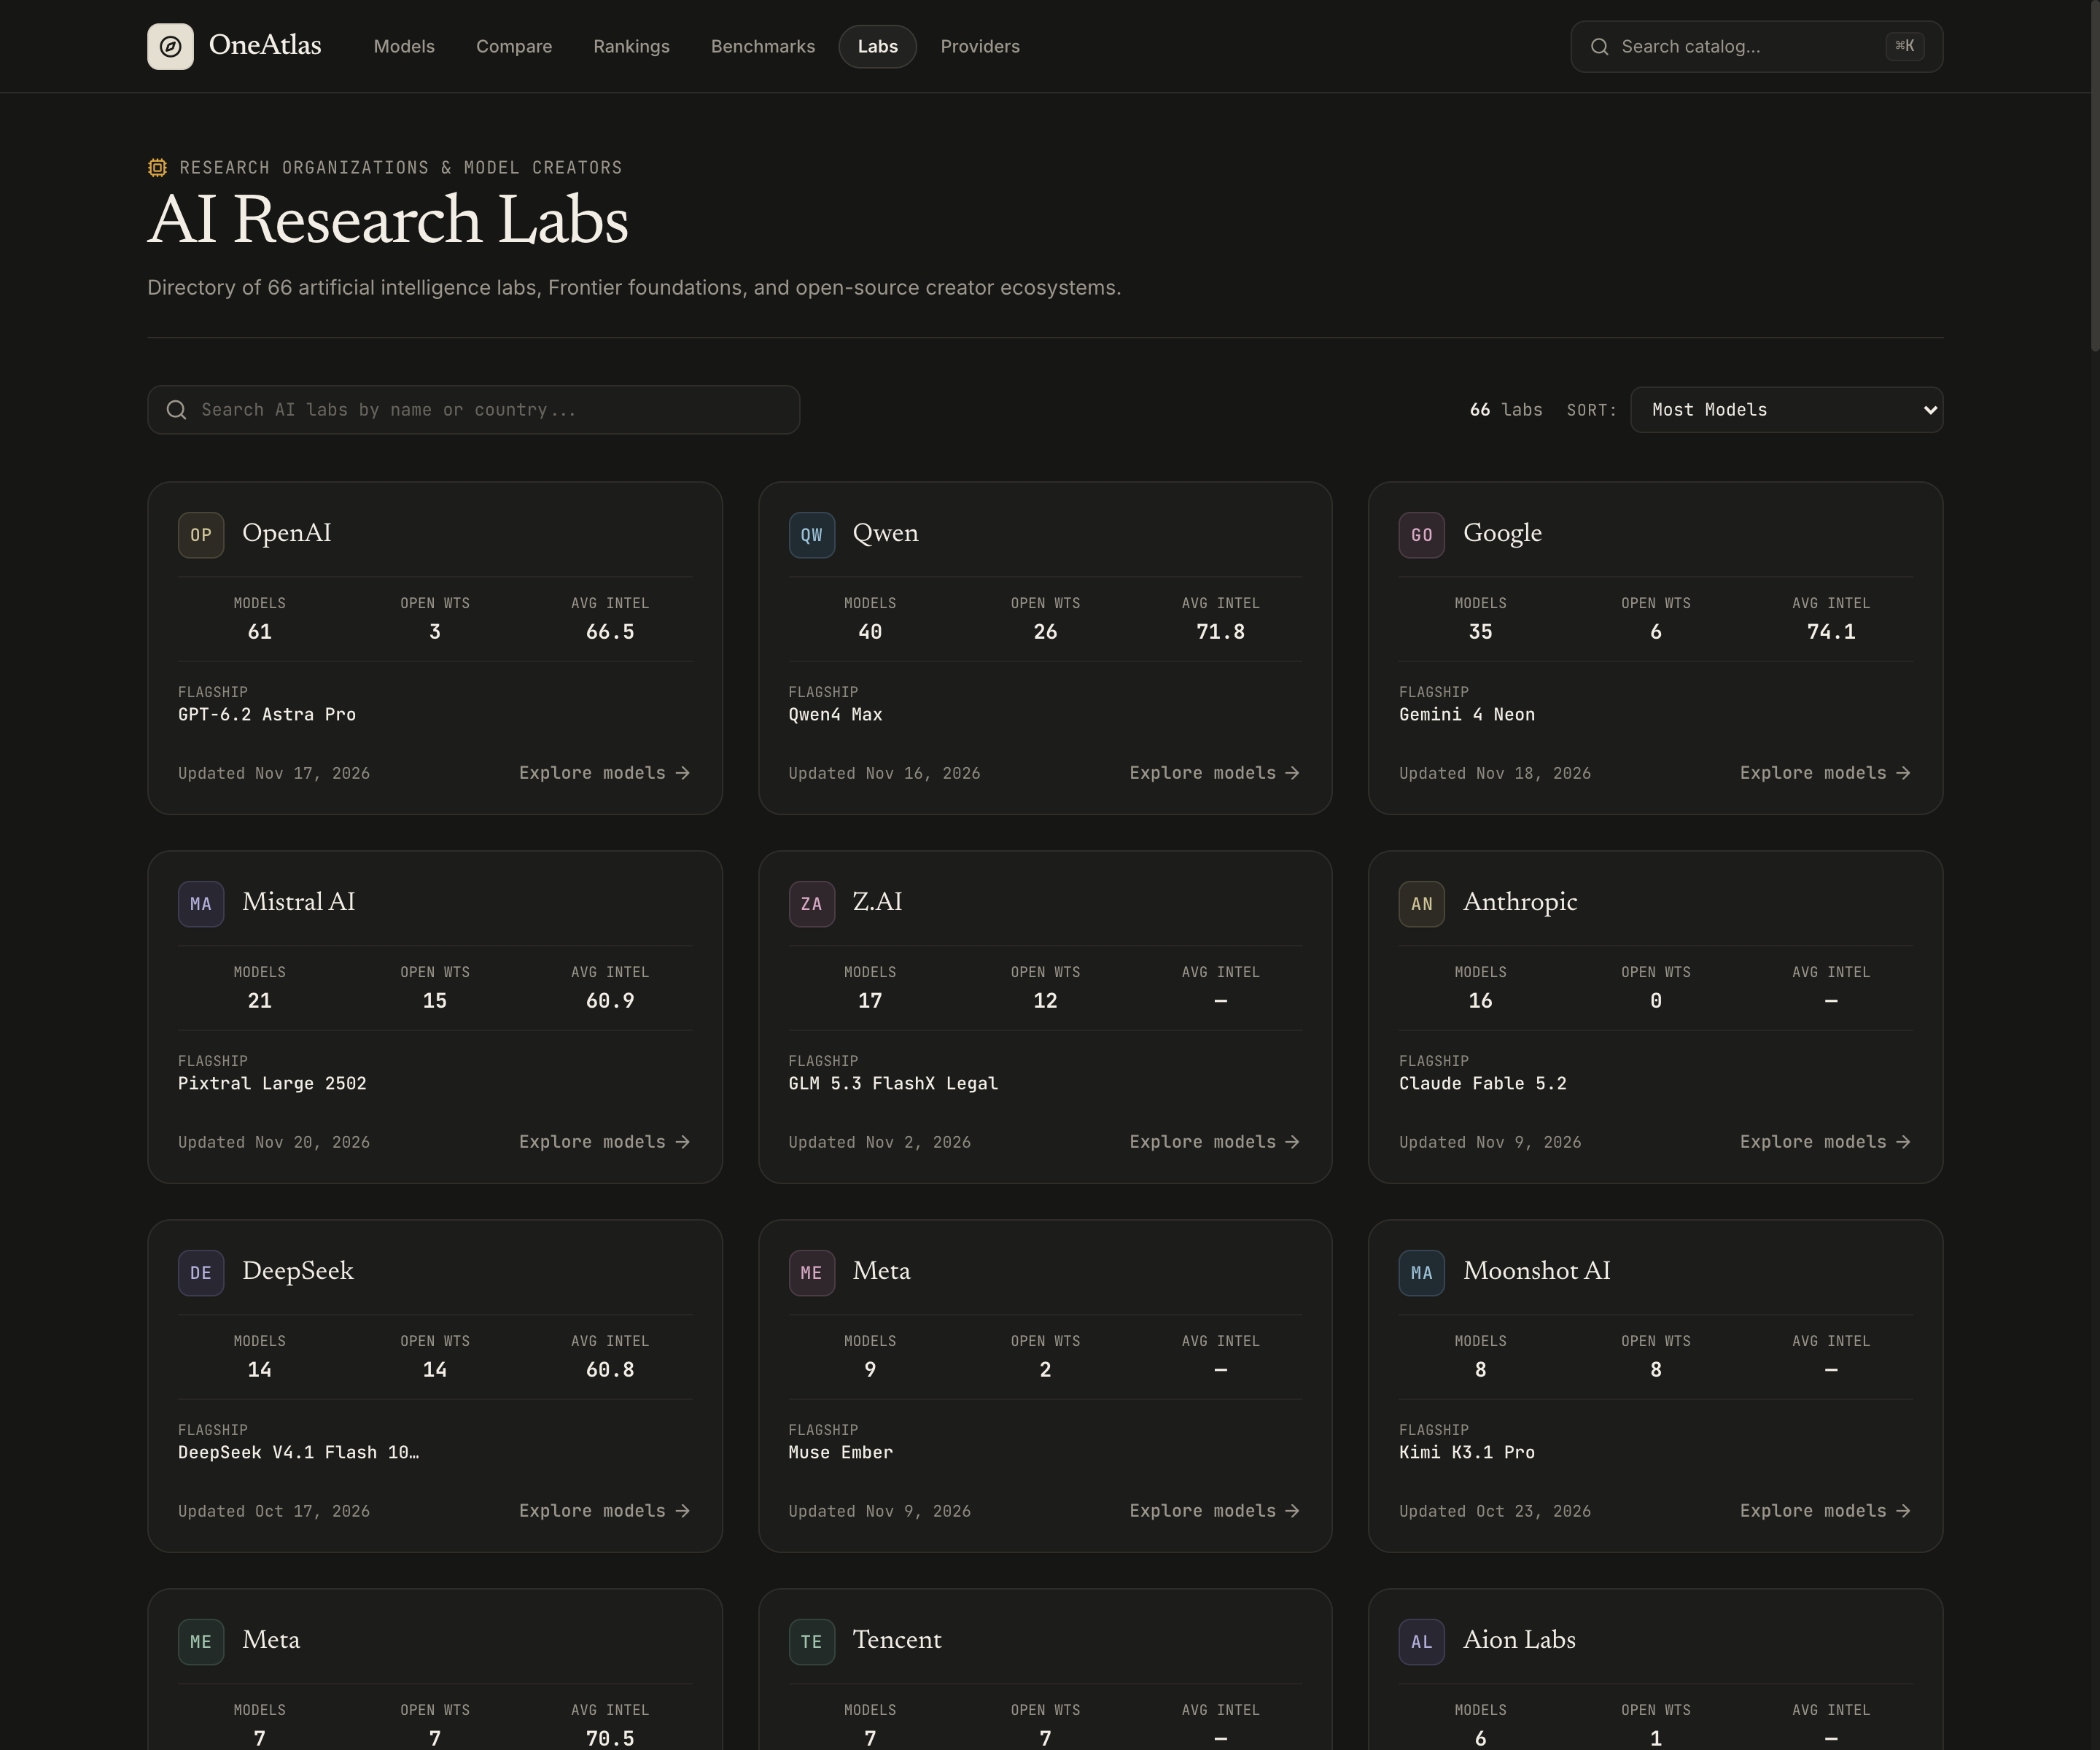 OneAtlas
Models Compare Rankings Benchmarks Labs Providers
Search catalog... ⌘K
RESEARCH ORGANIZATIONS & MODEL CREATORS
AI Research Labs
Directory of 66 artificial intelligence labs, Frontier foundations, and open-source creator ecosystems.
Search AI labs by name or country...
66 labs SORT: Most Models
OP OpenAI
MODELS OPEN WTS AVG INTEL
61 3 66.5
FLAGSHIP
GPT-6.2 Astra Pro
Updated Nov 17, 2026 Explore models →
QW Qwen
MODELS OPEN WTS AVG INTEL
40 26 71.8
FLAGSHIP
Qwen4 Max
Updated Nov 16, 2026 Explore models →
GO Google
MODELS OPEN WTS AVG INTEL
35 6 74.1
FLAGSHIP
Gemini 4 Neon
Updated Nov 18, 2026 Explore models →
MA Mistral AI
MODELS OPEN WTS AVG INTEL
21 15 60.9
FLAGSHIP
Pixtral Large 2502
Updated Nov 20, 2026 Explore models →
ZA Z.AI
MODELS OPEN WTS AVG INTEL
17 12 —
FLAGSHIP
GLM 5.3 FlashX Legal
Updated Nov 2, 2026 Explore models →
AN Anthropic
MODELS OPEN WTS AVG INTEL
16 0 —
FLAGSHIP
Claude Fable 5.2
Updated Nov 9, 2026 Explore models →
DE DeepSeek
MODELS OPEN WTS AVG INTEL
14 14 60.8
FLAGSHIP
DeepSeek V4.1 Flash 10…
Updated Oct 17, 2026 Explore models →
ME Meta
MODELS OPEN WTS AVG INTEL
9 2 —
FLAGSHIP
Muse Ember
Updated Nov 9, 2026 Explore models →
MA Moonshot AI
MODELS OPEN WTS AVG INTEL
8 8 —
FLAGSHIP
Kimi K3.1 Pro
Updated Oct 23, 2026 Explore models →
ME Meta
MODELS OPEN WTS AVG INTEL
7 7 70.5
TE Tencent
MODELS OPEN WTS AVG INTEL
7 7 —
AL Aion Labs
MODELS OPEN WTS AVG INTEL
6 1 —